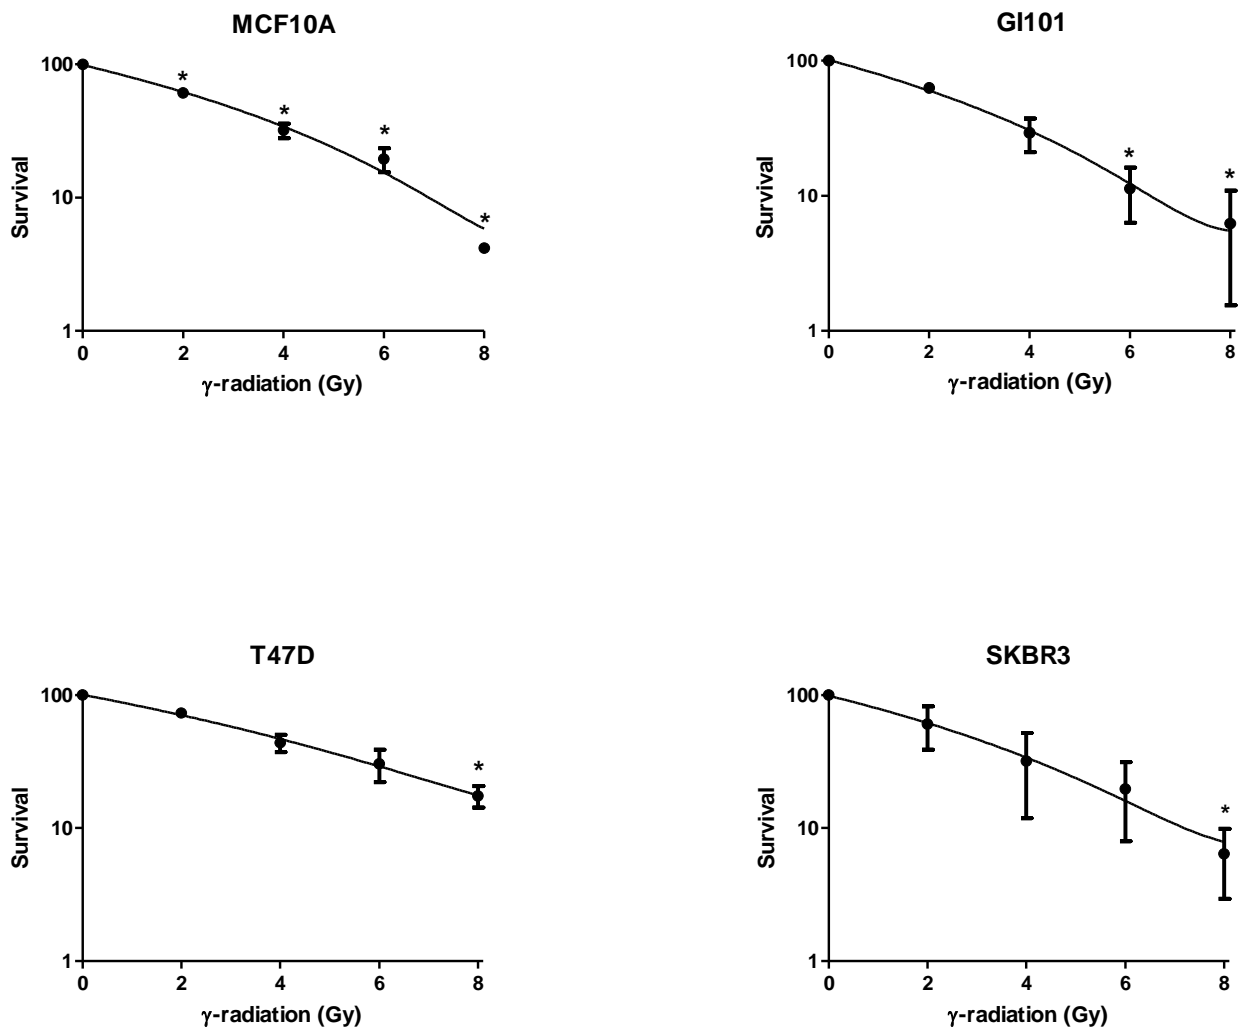 MCF10A
100
10
1
Survival
* * * *
0 2 4 6 8
γ-radiation (Gy)
GI101
100
10
1
Survival
* *
0 2 4 6 8
γ-radiation (Gy)
T47D
100
10
1
Survival
*
0 2 4 6 8
γ-radiation (Gy)
SKBR3
100
10
1
Survival
*
0 2 4 6 8
γ-radiation (Gy)